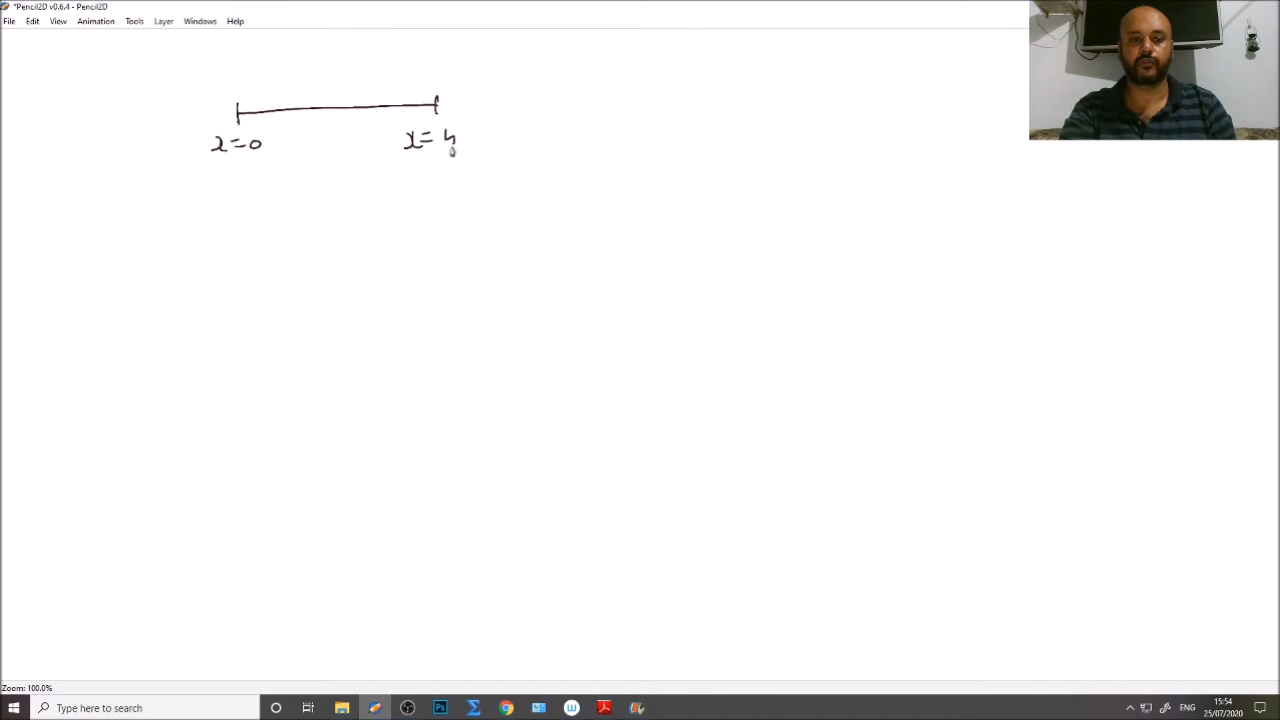 *Pencil2D v0.6.4 - Pencil2D
File Edit View Animation Tools Layer Windows Help
x=0 x=4
Zoom: 100.0%
Type here to search
Ps W
ENG
15:54
25/07/2020